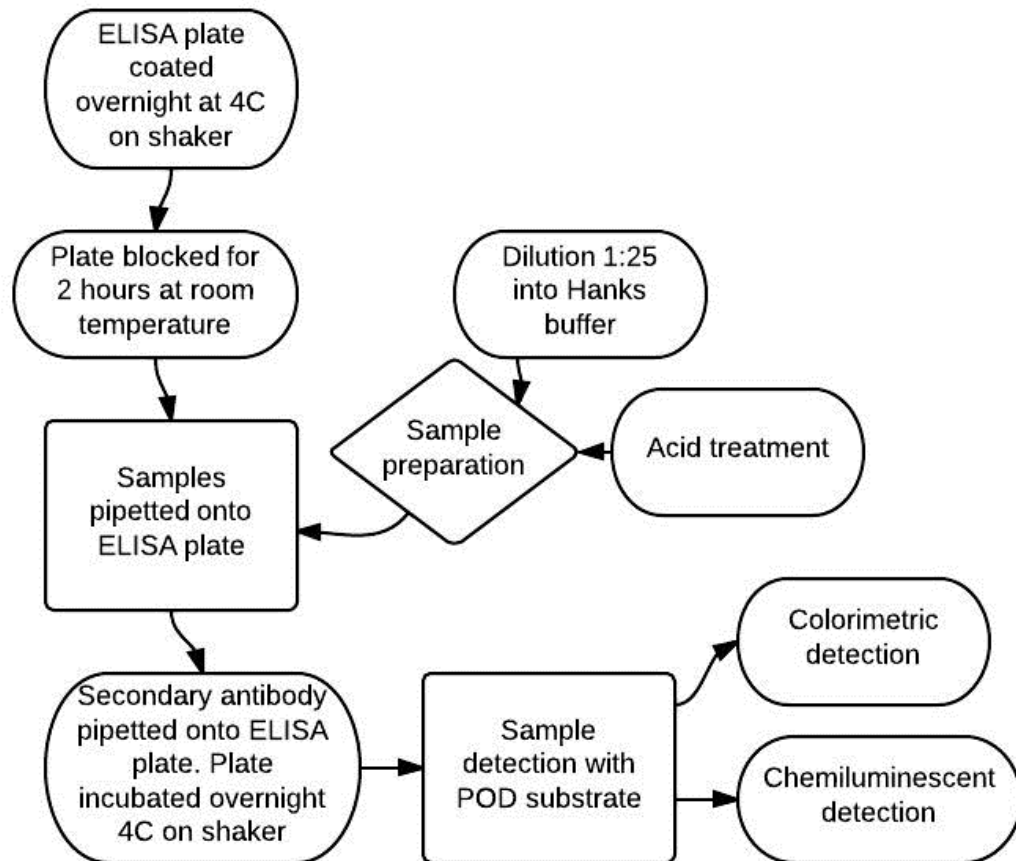 ELISA plate
coated
overnight at 4C
on shaker
Plate blocked for
2 hours at room
temperature
Dilution 1:25
into Hanks
buffer
Sample
preparation
Acid treatment
Samples
pipetted onto
ELISA plate
Secondary antibody
pipetted onto ELISA
plate. Plate
incubated overnight
4C on shaker
Sample
detection with
POD substrate
Colorimetric
detection
Chemiluminescent
detection